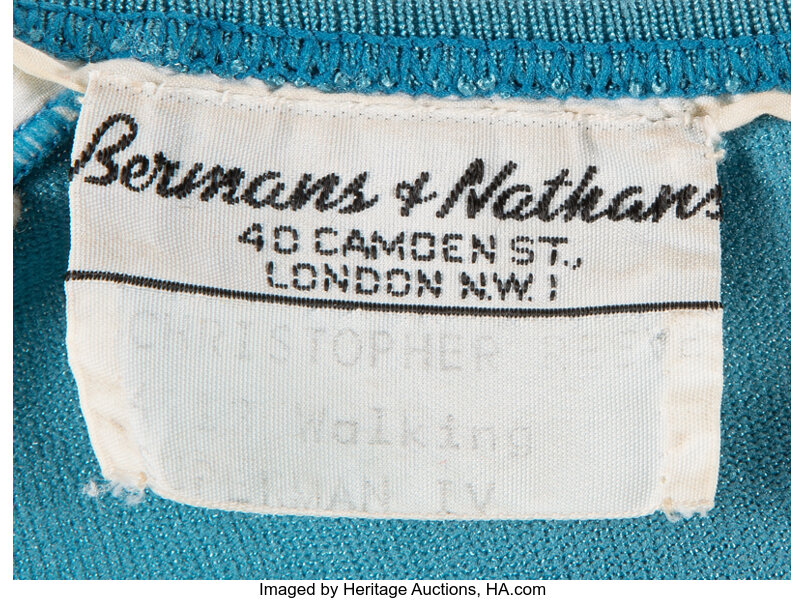 Bermans & Nathans
40 CAMDEN ST.,
LONDON N.W.1
CHRISTOPHER
Walking
IV
Imaged by Heritage Auctions, HA.com